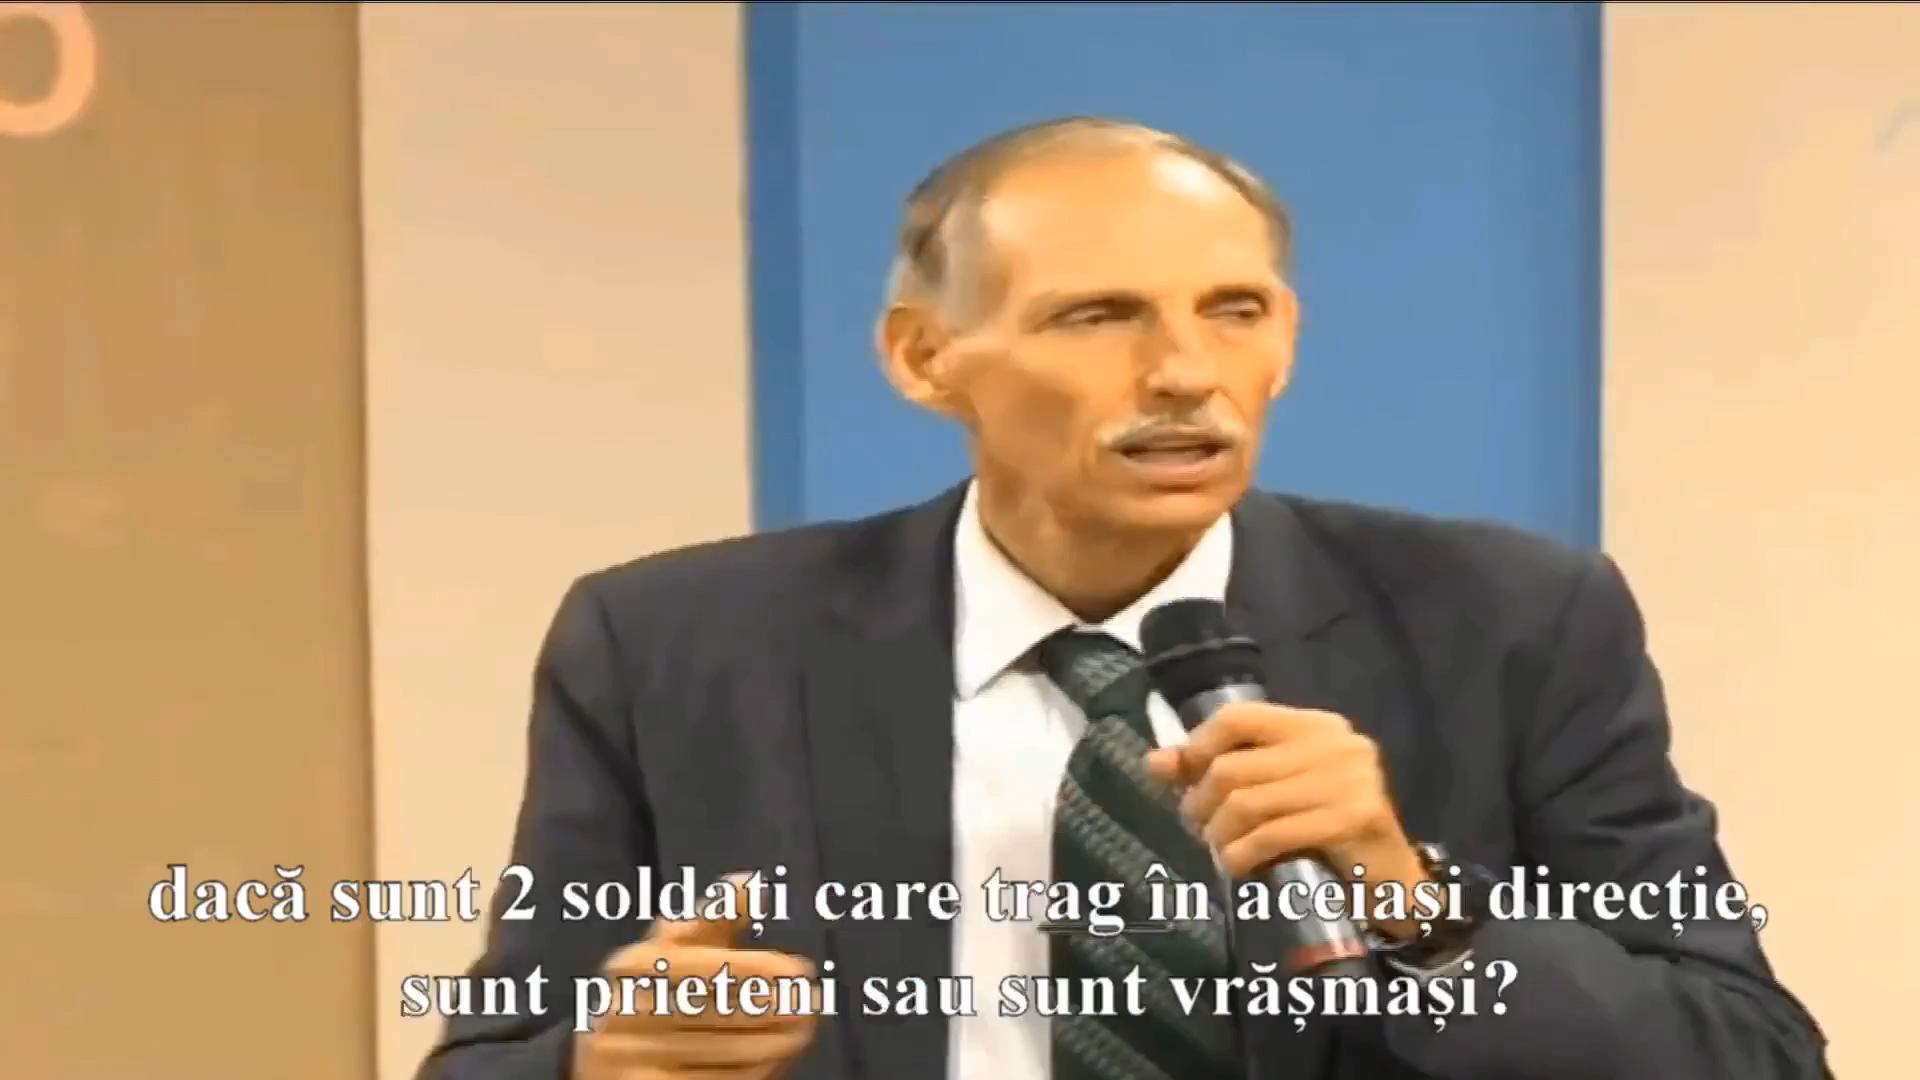 dacă sunt 2 soldați care trag în aceiași direcție,
sunt prieteni sau sunt vrășmași?